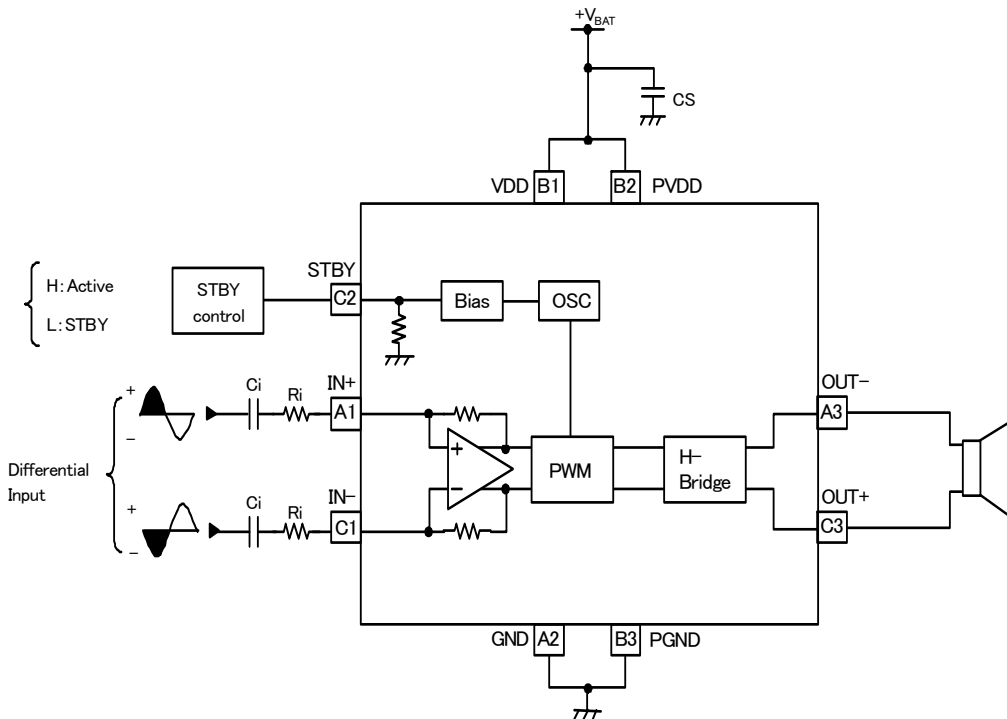 +VBAT
CS
VDD B1 B2 PVDD
STBY
H:Active
L:STBY
STBY
control
C2
Bias
OSC
+
−
Ci
Ri
IN+
A1
OUT-
A3
+
−
PWM
H-
Bridge
Differential
Input
+
−
Ci
Ri
IN-
C1
OUT+
C3
GND A2 B3 PGND